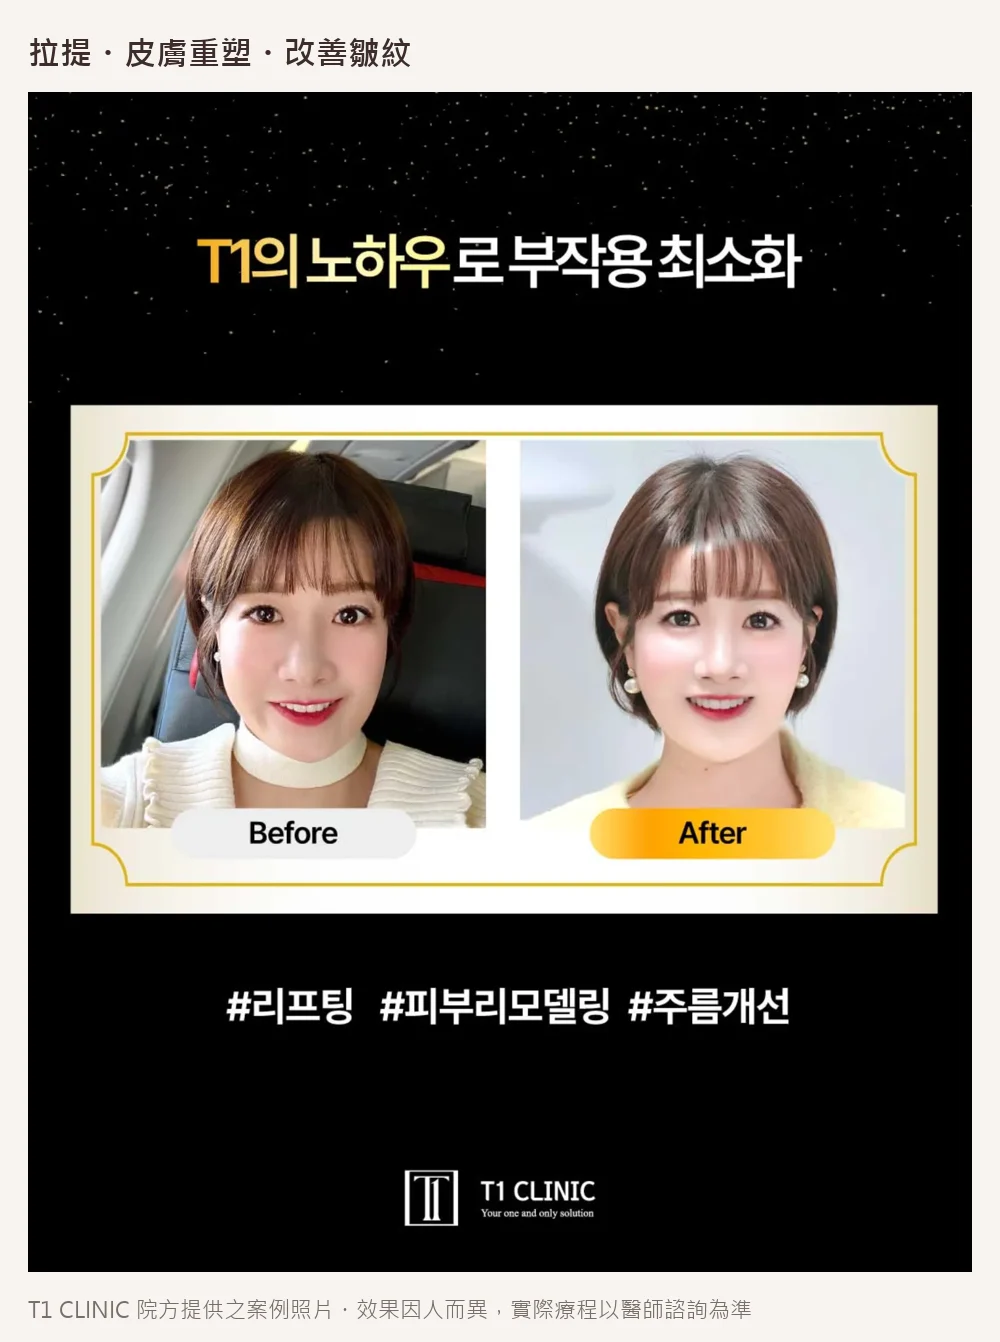 拉提・皮膚重塑・改善皺紋
T1의 노하우로 부작용 최소화
Before
After
#리프팅 #피부리모델링 #주름개선
T1 CLINIC
Your one and only solution
T1 CLINIC 院方提供之案例照片・效果因人而異，實際療程以醫師諮詢為準